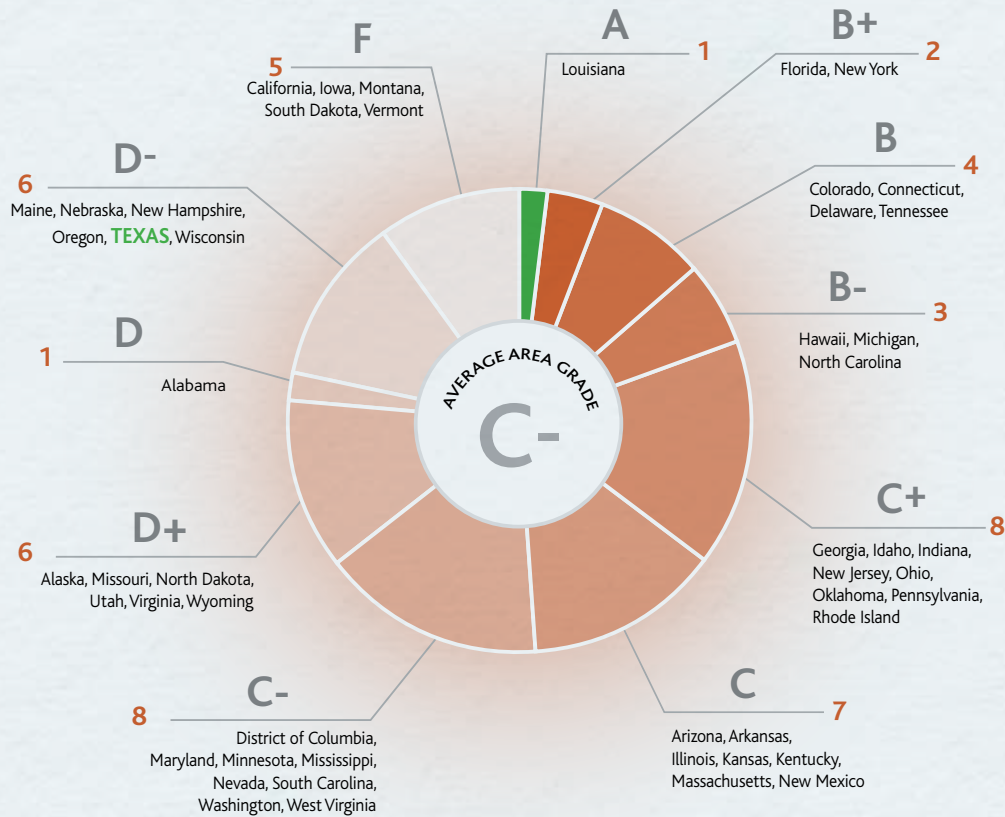 A
1
Louisiana
B+
2
Florida, New York
B
4
Colorado, Connecticut,
Delaware, Tennessee
B-
3
Hawaii, Michigan,
North Carolina
C+
8
Georgia, Idaho, Indiana,
New Jersey, Ohio,
Oklahoma, Pennsylvania,
Rhode Island
C
7
Arizona, Arkansas,
Illinois, Kansas, Kentucky,
Massachusetts, New Mexico
C-
8
District of Columbia,
Maryland, Minnesota, Mississippi,
Nevada, South Carolina,
Washington, West Virginia
D+
6
Alaska, Missouri, North Dakota,
Utah, Virginia, Wyoming
D
1
Alabama
D-
6
Maine, Nebraska, New Hampshire,
Oregon, TEXAS, Wisconsin
F
5
California, Iowa, Montana,
South Dakota, Vermont
AVERAGE AREA GRADE
C-